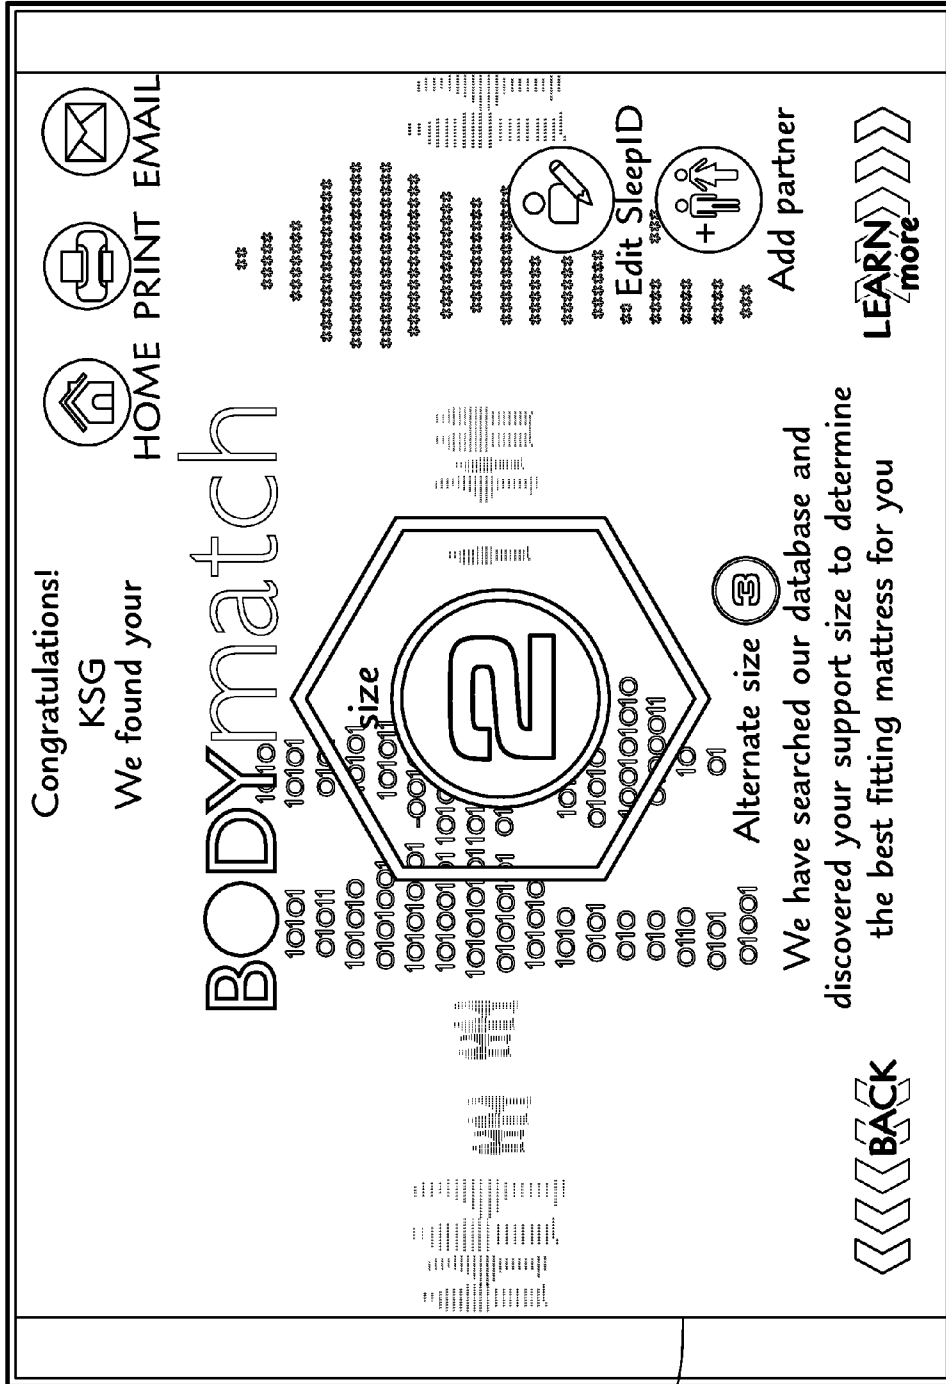 Congratulations!
KSG
We found your
HOME PRINT EMAIL
BODYmatch
size
2
Edit SleepID
Add partner
Alternate size 3
We have searched our database and
discovered your support size to determine
the best fitting mattress for you
BACK
LEARN
more